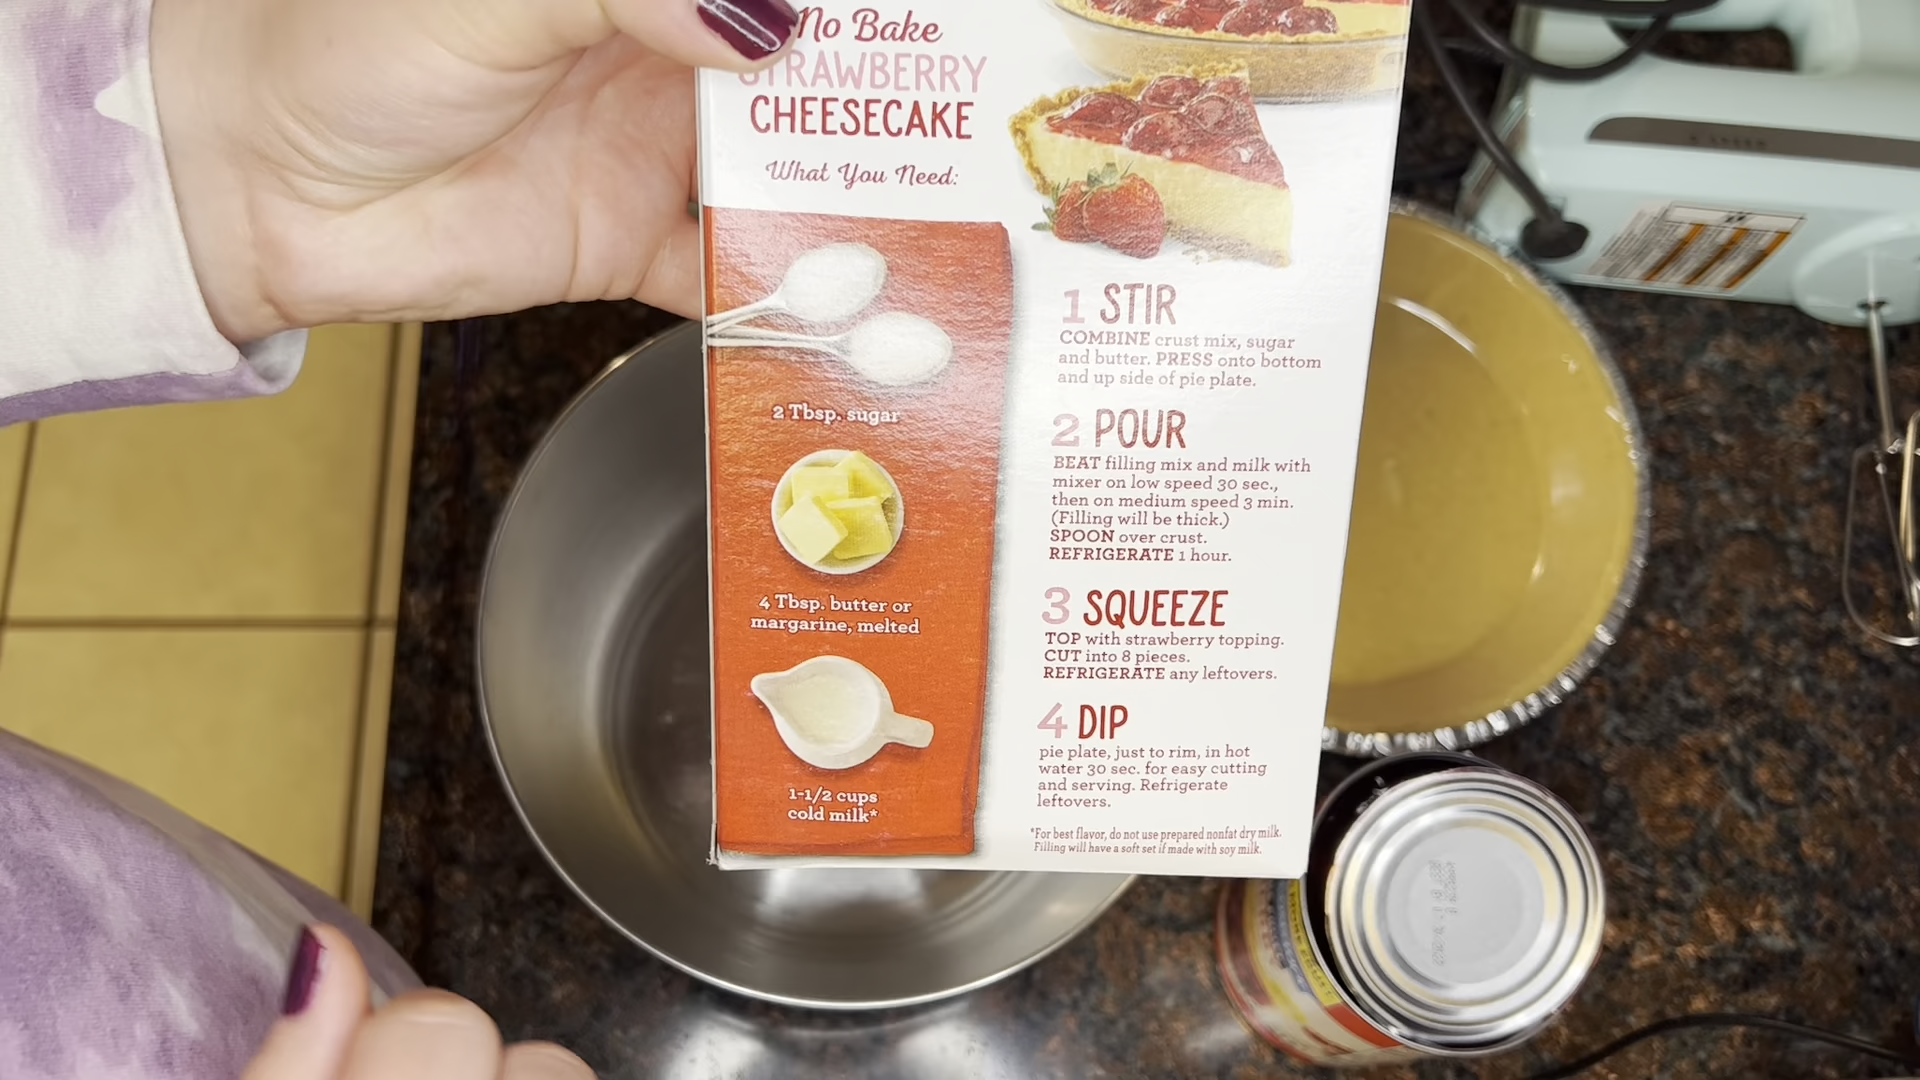 No Bake
STRAWBERRY
CHEESECAKE
What You Need:
2 Tbsp. sugar
4 Tbsp. butter or
margarine, melted
1-1/2 cups
cold milk*
1 STIR
COMBINE crust mix, sugar
and butter. PRESS onto bottom
and up side of pie plate.
2 POUR
BEAT filling mix and milk with
mixer on low speed 30 sec.,
then on medium speed 3 min.
(Filling will be thick.)
SPOON over crust.
REFRIGERATE 1 hour.
3 SQUEEZE
TOP with strawberry topping.
CUT into 8 pieces.
REFRIGERATE any leftovers.
4 DIP
pie plate, just to rim, in hot
water 30 sec. for easy cutting
and serving. Refrigerate
leftovers.
*For best flavor, do not use prepared nonfat dry milk.
Filling will have a soft set if made with soy milk.